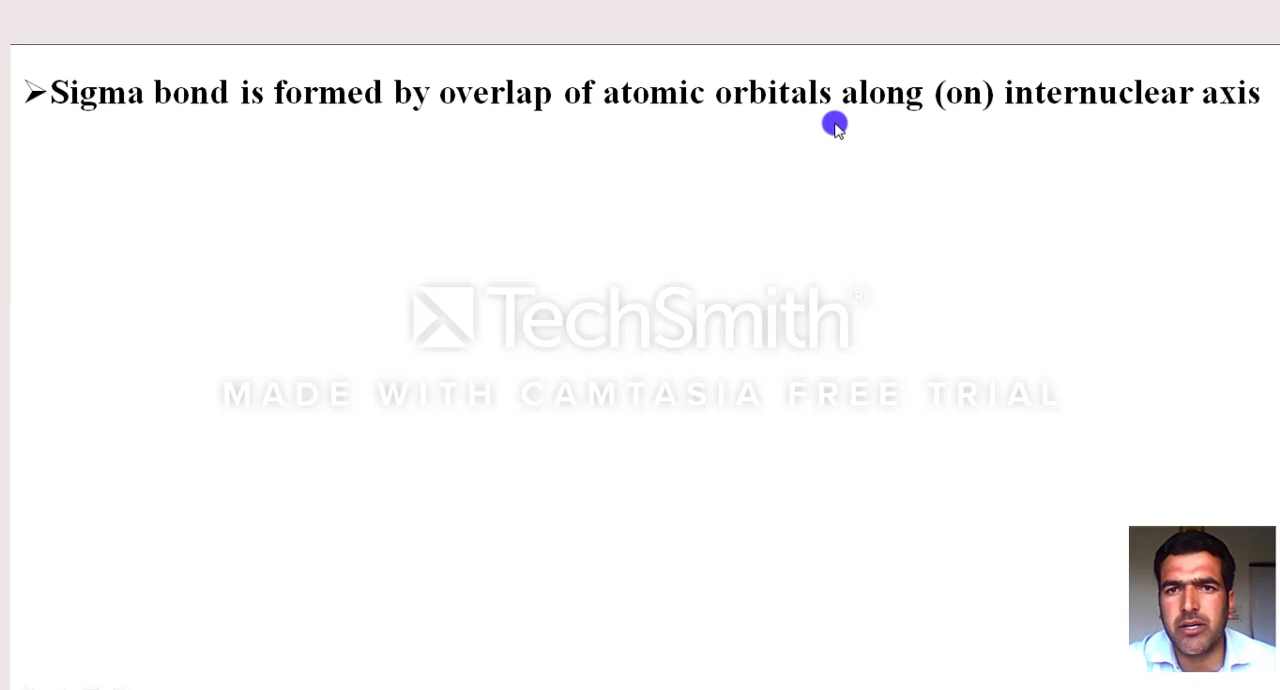 ➢Sigma bond is formed by overlap of atomic orbitals along (on) internuclear axis
TechSmith®
MADE WITH CAMTASIA FREE TRIAL